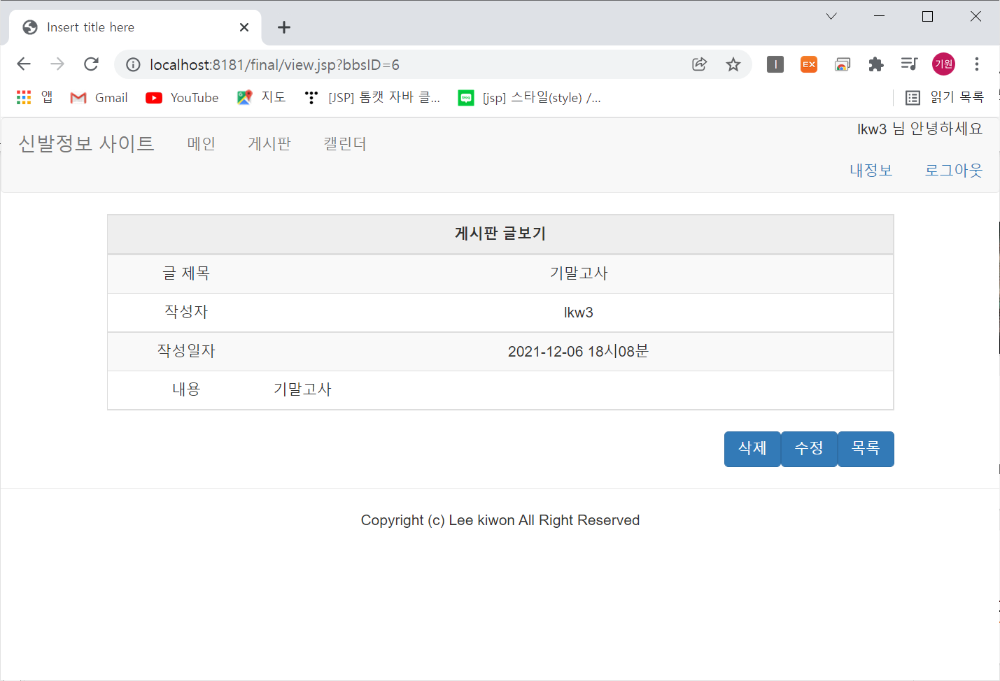 Insert title here
localhost:8181/final/view.jsp?bbsID=6
EX
기원
앱 Gmail YouTube 지도 [JSP] 톰캣 자바 클... [jsp] 스타일(style) /... 읽기 목록
lkw3 님 안녕하세요
신발정보 사이트 메인 게시판 캘린더
내정보 로그아웃
게시판 글보기
글 제목 기말고사
작성자 lkw3
작성일자 2021-12-06 18시08분
내용 기말고사
삭제 수정 목록
Copyright (c) Lee kiwon All Right Reserved